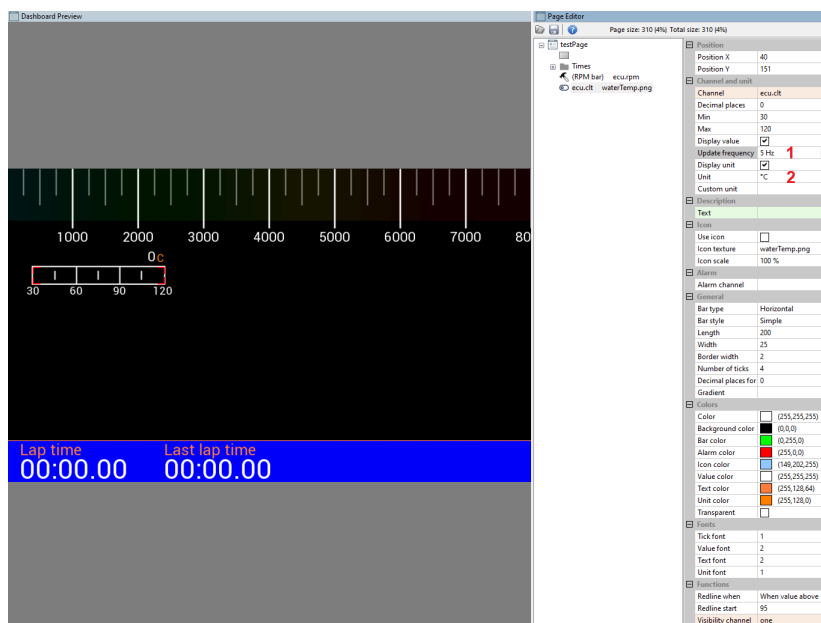 Dashboard Preview
1000 2000 3000 4000 5000 6000 7000 80
0c
30 60 90 120
Lap time Last lap time
00:00.00 00:00.00
Page Editor
Page size: 310 (4%) Total size: 310 (4%)
testPage
Times
(RPM bar) ecu.rpm
ecu.clt waterTemp.png
Position
Position X 40
Position Y 151
Channel and unit
Channel ecu.clt
Decimal places 0
Min 30
Max 120
Display value
Update frequency 5 Hz 1
Display unit
Unit °C 2
Custom unit
Description
Text
Icon
Use icon
Icon texture waterTemp.png
Icon scale 100 %
Alarm
Alarm channel
General
Bar type Horizontal
Bar style Simple
Length 200
Width 25
Border width 2
Number of ticks 4
Decimal places for 0
Gradient
Colors
Color (255,255,255)
Background color (0,0,0)
Bar color (0,255,0)
Alarm color (255,0,0)
Icon color (149,202,255)
Value color (255,255,255)
Text color (255,128,64)
Unit color (255,128,0)
Transparent
Fonts
Tick font 1
Value font 2
Text font 2
Unit font 1
Functions
Redline when When value above
Redline start 95
Visibility channel one